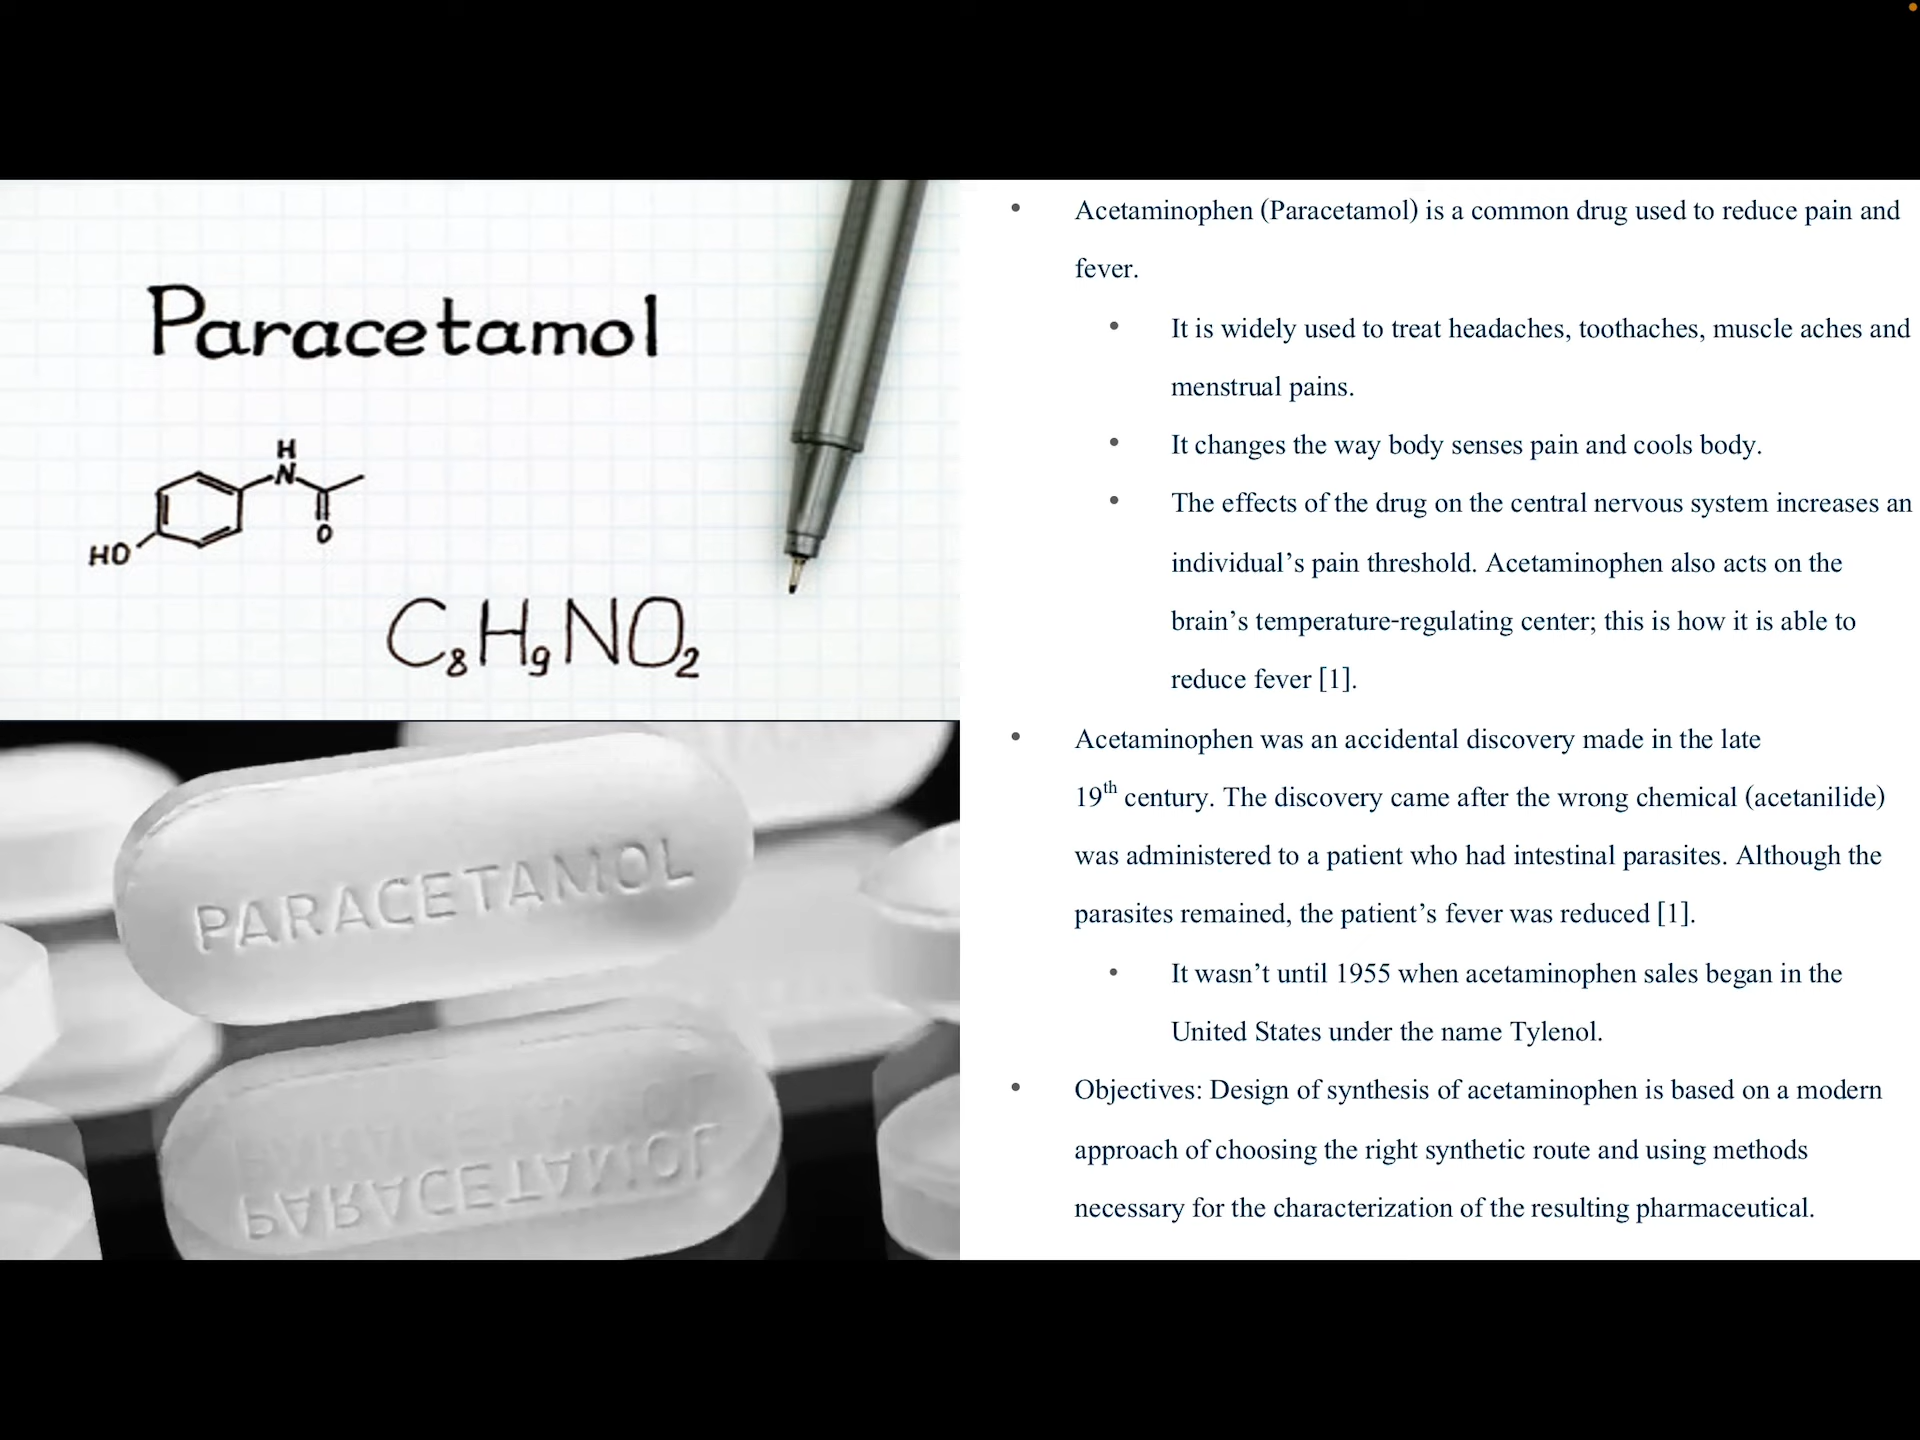 Paracetamol
H
N
O
HO
C8H9NO2
PARACETAMOL
PARACETAMOL
• Acetaminophen (Paracetamol) is a common drug used to reduce pain and
fever.
• It is widely used to treat headaches, toothaches, muscle aches and
menstrual pains.
• It changes the way body senses pain and cools body.
• The effects of the drug on the central nervous system increases an
individual’s pain threshold. Acetaminophen also acts on the
brain’s temperature-regulating center; this is how it is able to
reduce fever [1].
• Acetaminophen was an accidental discovery made in the late
19th century. The discovery came after the wrong chemical (acetanilide)
was administered to a patient who had intestinal parasites. Although the
parasites remained, the patient’s fever was reduced [1].
• It wasn’t until 1955 when acetaminophen sales began in the
United States under the name Tylenol.
• Objectives: Design of synthesis of acetaminophen is based on a modern
approach of choosing the right synthetic route and using methods
necessary for the characterization of the resulting pharmaceutical.